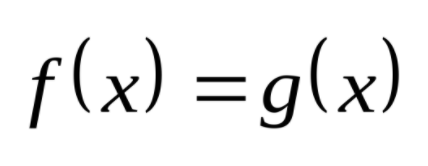 f(x) = g(x)